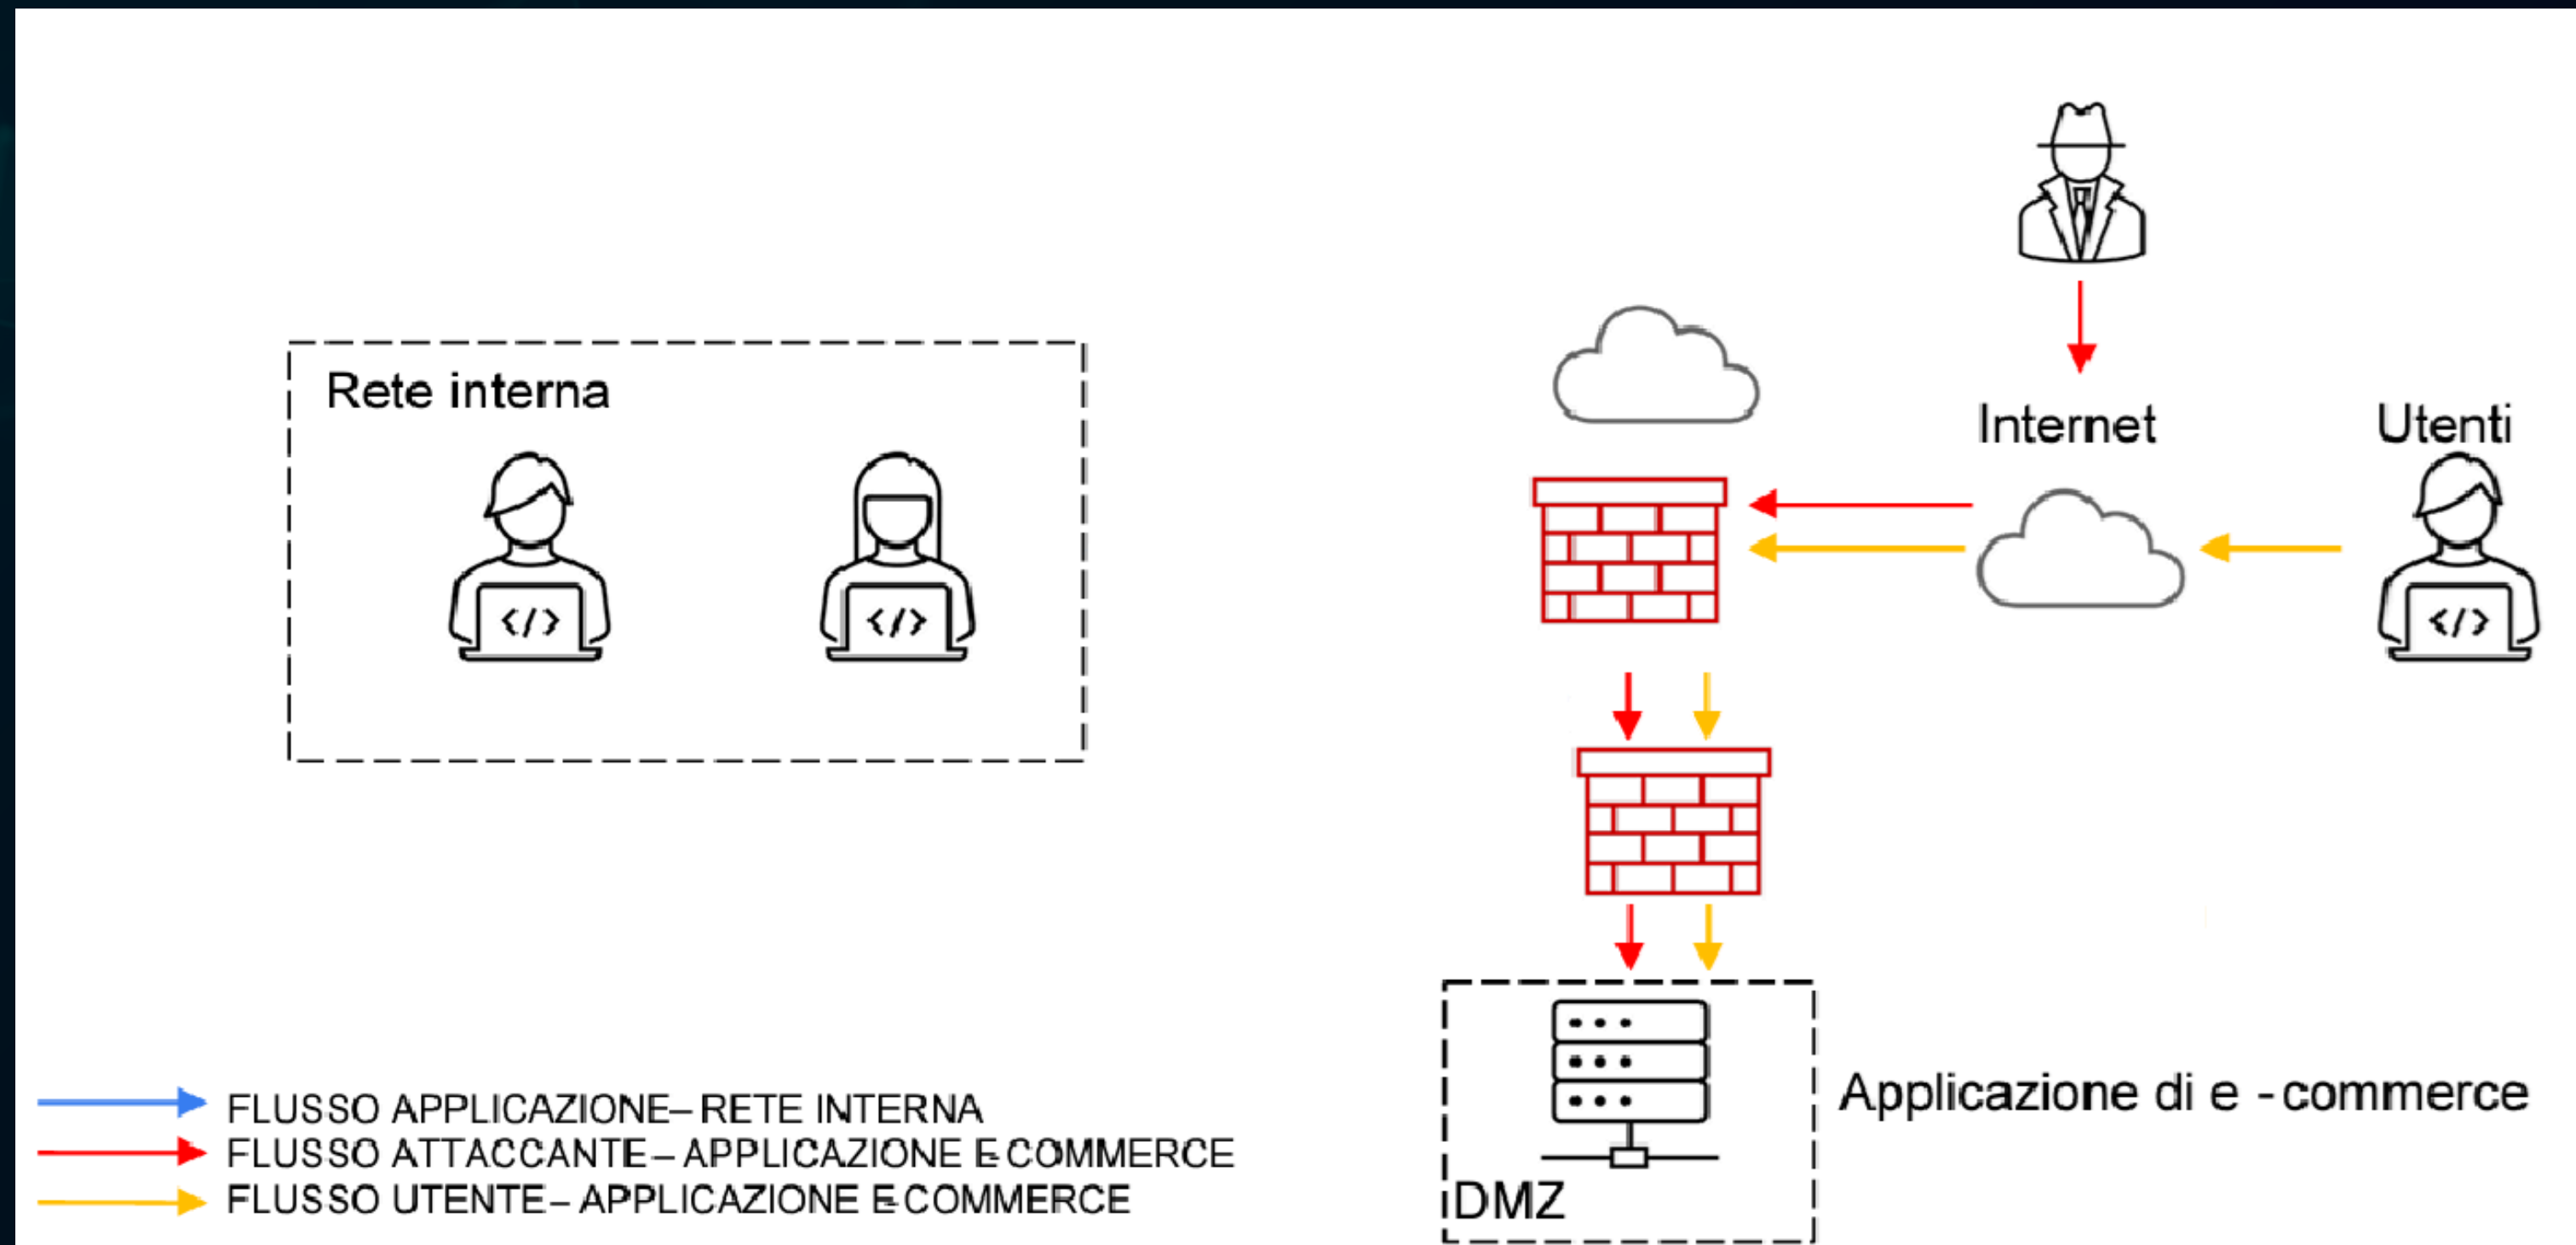 Rete interna
Internet
Utenti
</>
</>
</>
Applicazione di e -commerce
DMZ
FLUSSO APPLICAZIONE– RETE INTERNA
FLUSSO ATTACCANTE– APPLICAZIONE E-COMMERCE
FLUSSO UTENTE– APPLICAZIONE E-COMMERCE